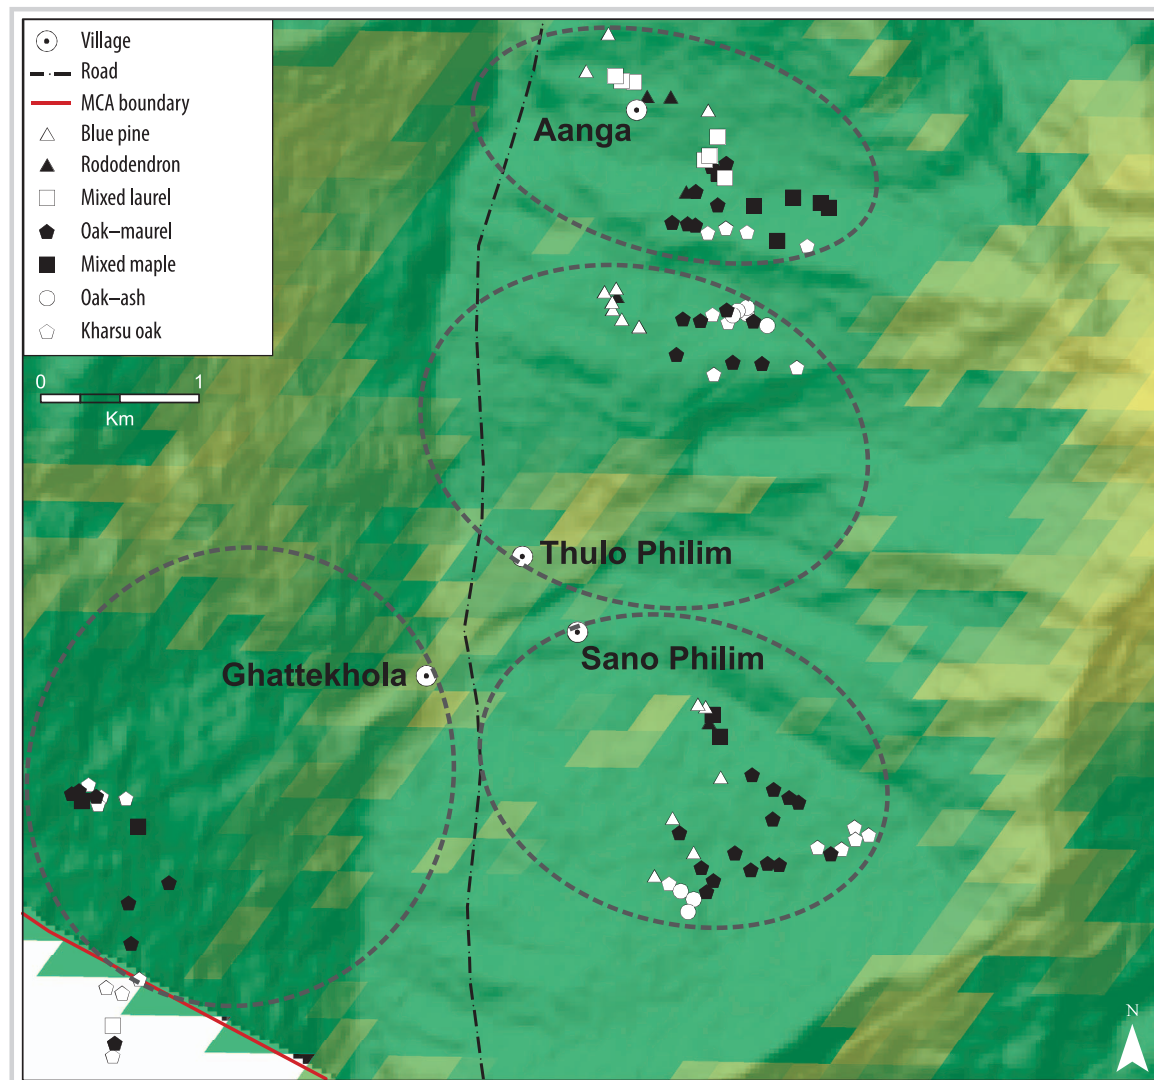 Village
Road
MCA boundary
Blue pine
Rododendron
Mixed laurel
Oak–maurel
Mixed maple
Oak–ash
Kharsu oak
0 1
Km
Aanga
Thulo Philim
Sano Philim
Ghattekhola
N